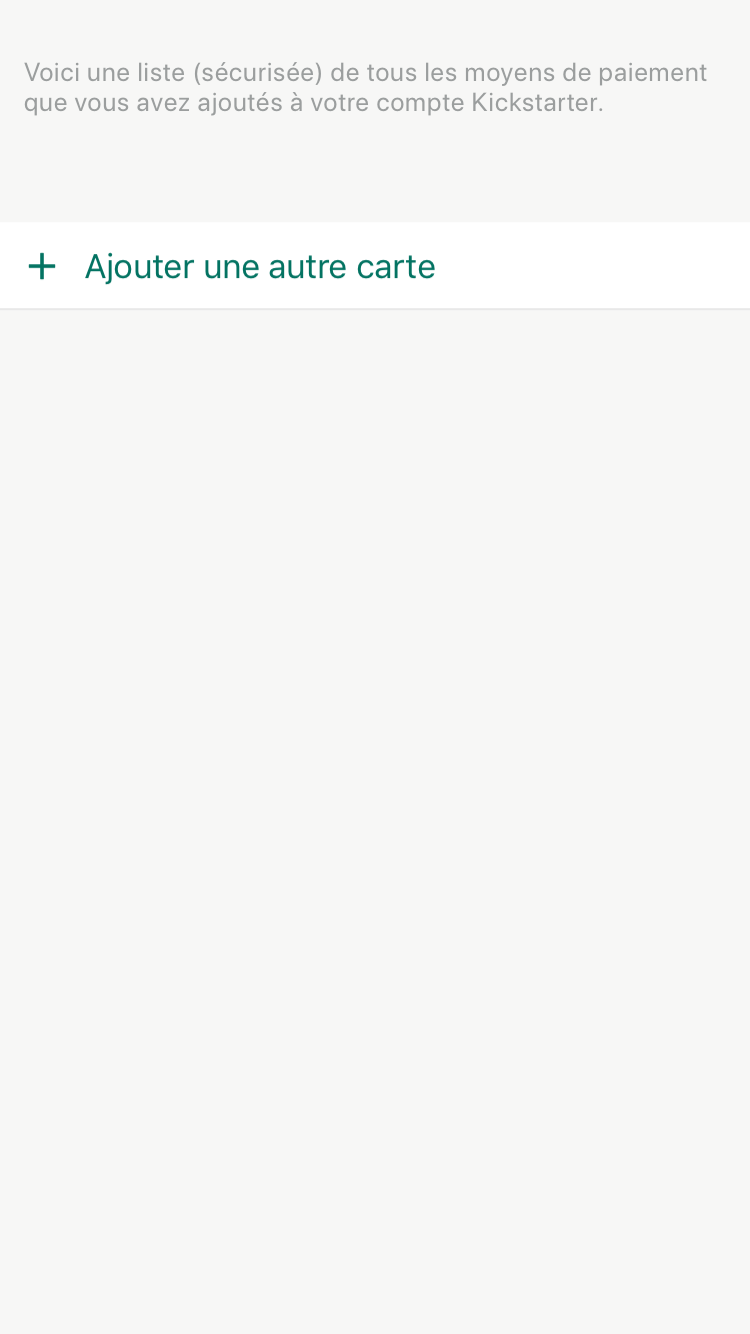 Voici une liste (sécurisée) de tous les moyens de paiement
que vous avez ajoutés à votre compte Kickstarter.
Ajouter une autre carte